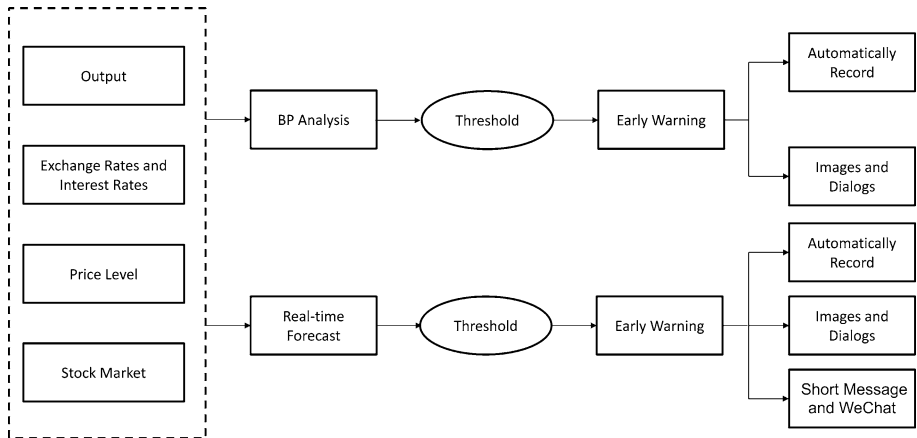 Output
Exchange Rates and
Interest Rates
Price Level
Stock Market
BP Analysis
Threshold
Early Warning
Automatically
Record
Images and
Dialogs
Real-time
Forecast
Threshold
Early Warning
Automatically
Record
Images and
Dialogs
Short Message
and WeChat